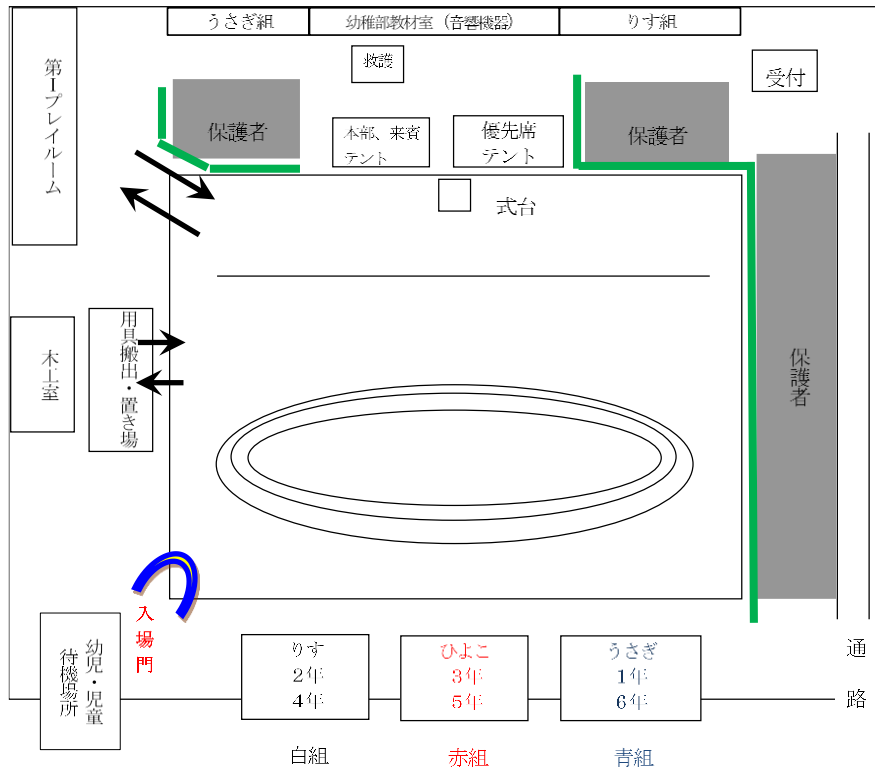 うさぎ組
幼稚部教材室（音響機器）
りす組
救護
受付
第Ⅰプレイルーム
保護者
本部、来賓
テント
優先席
テント
保護者
式台
用具搬出・置き場
木工室
保護者
入場門
幼児・児童
待機場所
りす
2年
4年
ひよこ
3年
5年
うさぎ
1年
6年
通路
白組
赤組
青組